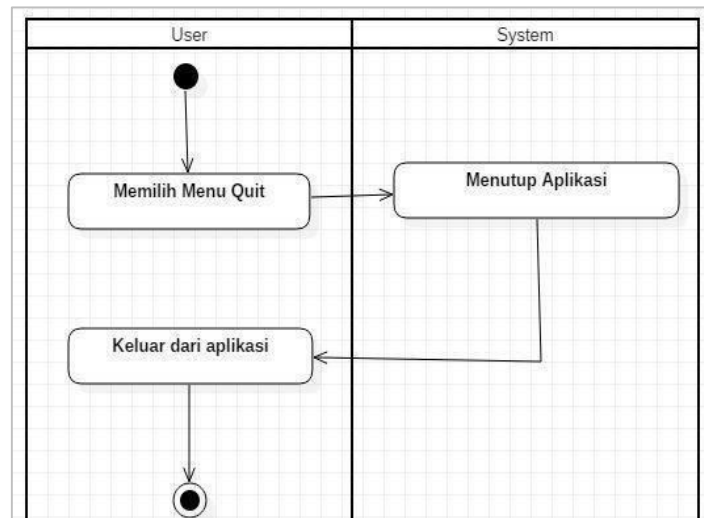 User
System
Memilih Menu Quit
Menutup Aplikasi
Keluar dari aplikasi